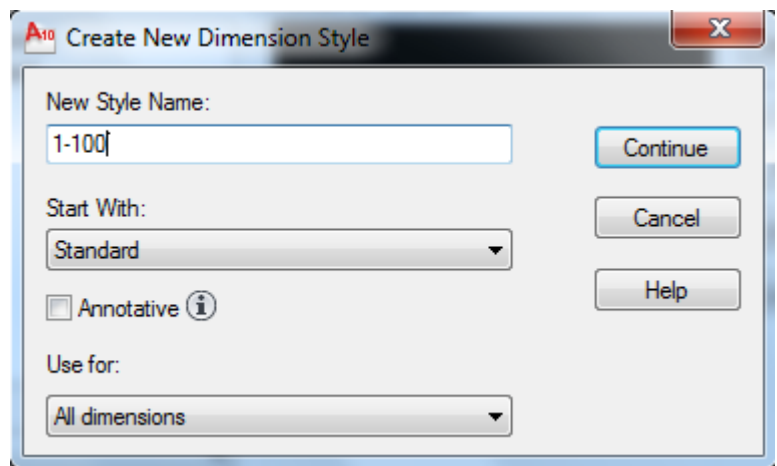 A10 Create New Dimension Style
New Style Name:
1-100
Continue
Start With:
Cancel
Standard
Help
Annotative
Use for:
All dimensions